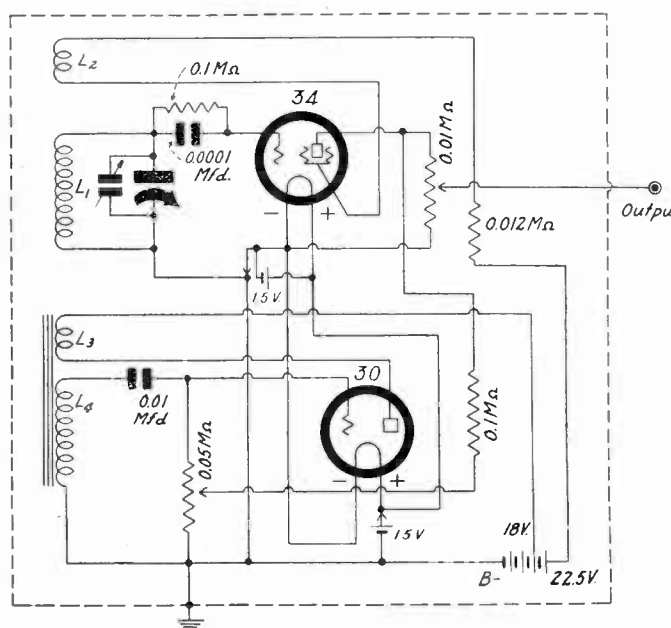 L2
0.1MΩ
34
0.0001
Mfd.
L1
0.01MΩ
Output
0.012MΩ
- +
1.5V.
L3
30
L4
0.01
Mfd.
0.05MΩ
0.1MΩ
- +
1.5V
18V.
B-
22.5V.